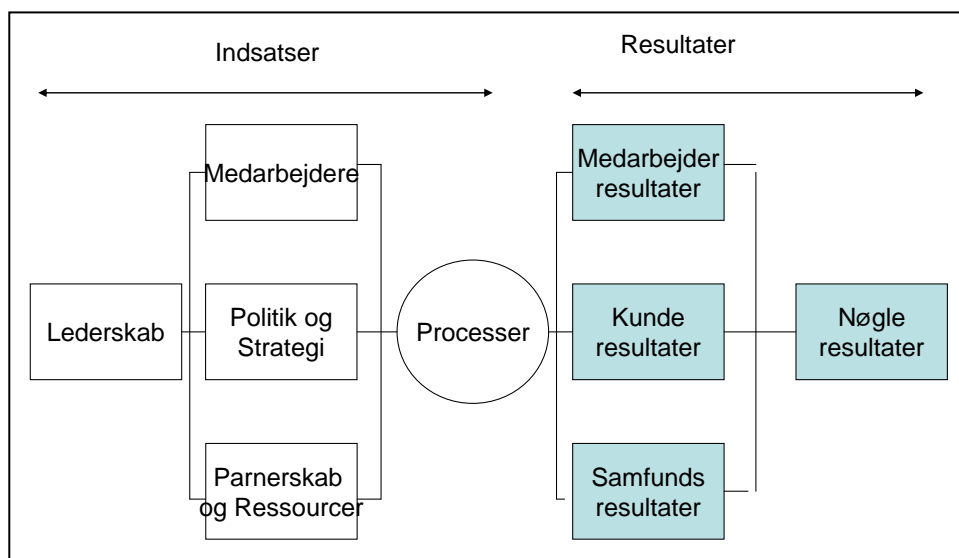 Indsatser
Resultater
Medarbejdere
Medarbejder
resultater
Lederskab
Politik og
Strategi
Processer
Kunde
resultater
Nøgle
resultater
Parnerskab
og Ressourcer
Samfunds
resultater